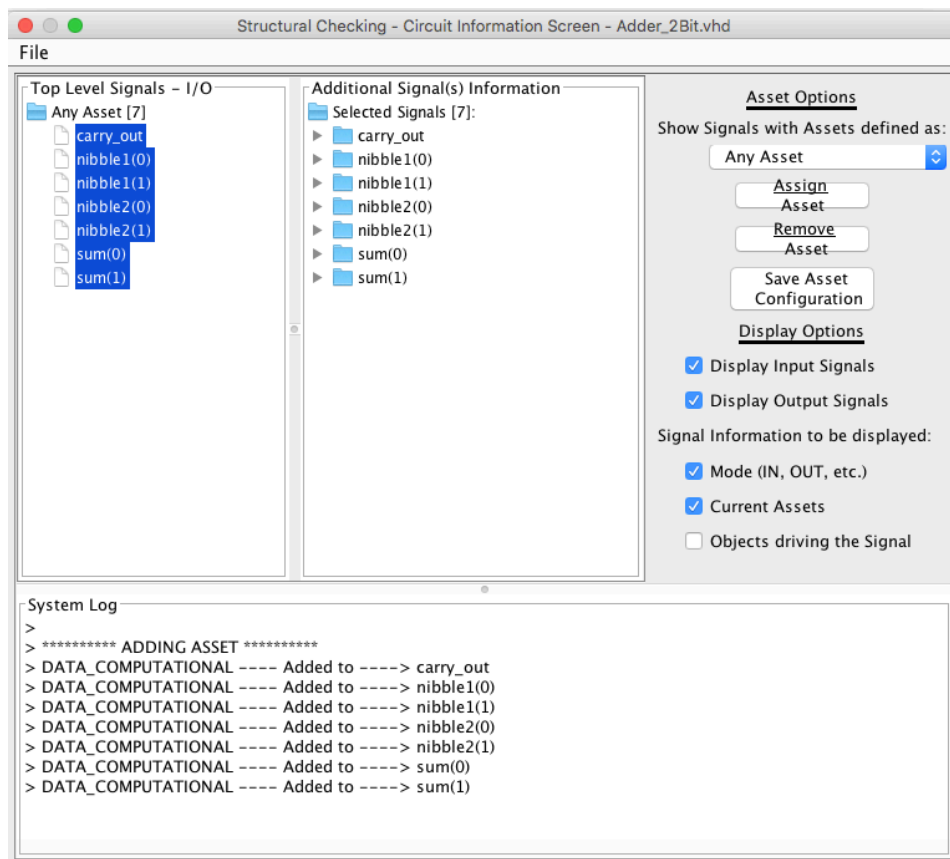 Structural Checking - Circuit Information Screen - Adder_2Bit.vhd
File
Top Level Signals - I/O
Any Asset [7]
carry_out
nibble1(0)
nibble1(1)
nibble2(0)
nibble2(1)
sum(0)
sum(1)
Additional Signal(s) Information
Selected Signals [7]:
carry_out
nibble1(0)
nibble1(1)
nibble2(0)
nibble2(1)
sum(0)
sum(1)
Asset Options
Show Signals with Assets defined as:
Any Asset
Assign
Asset
Remove
Asset
Save Asset
Configuration
Display Options
Display Input Signals
Display Output Signals
Signal Information to be displayed:
Mode (IN, OUT, etc.)
Current Assets
Objects driving the Signal
System Log
>
> ********** ADDING ASSET **********
> DATA_COMPUTATIONAL ---- Added to ----> carry_out
> DATA_COMPUTATIONAL ---- Added to ----> nibble1(0)
> DATA_COMPUTATIONAL ---- Added to ----> nibble1(1)
> DATA_COMPUTATIONAL ---- Added to ----> nibble2(0)
> DATA_COMPUTATIONAL ---- Added to ----> nibble2(1)
> DATA_COMPUTATIONAL ---- Added to ----> sum(0)
> DATA_COMPUTATIONAL ---- Added to ----> sum(1)